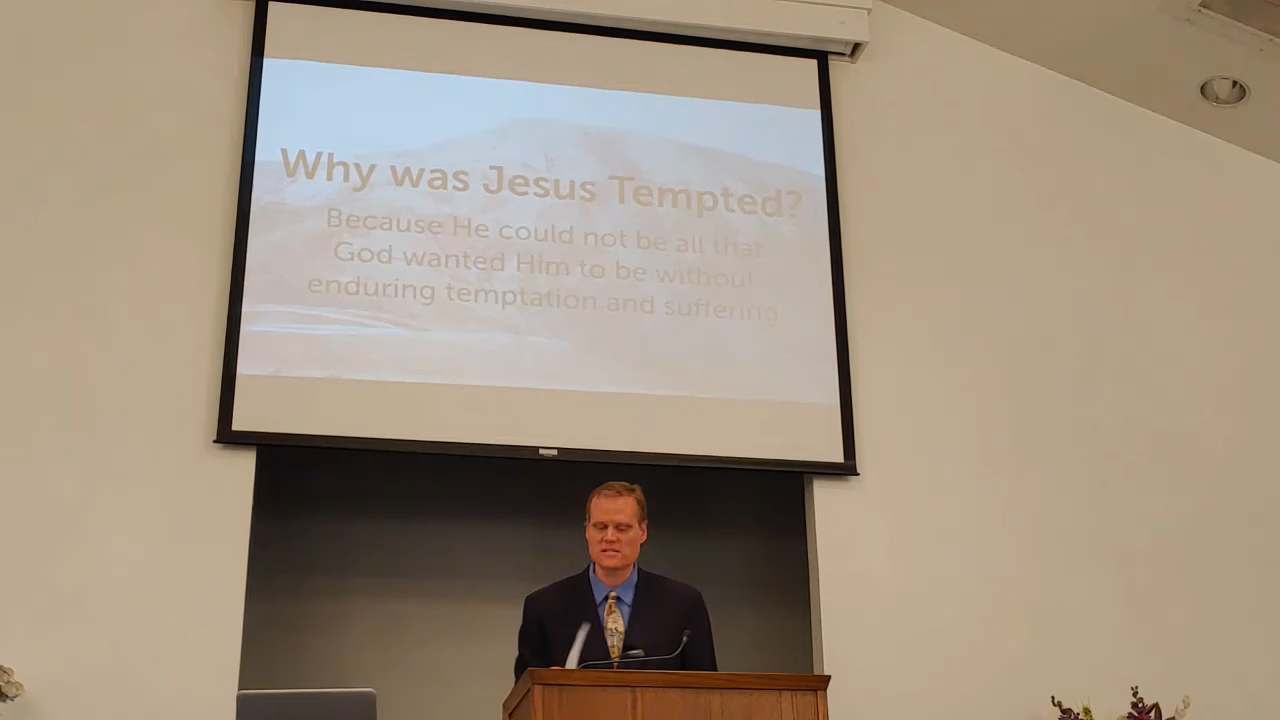 Why was Jesus Tempted?
Because He could not be all that
God wanted Him to be without
enduring temptation and suffering